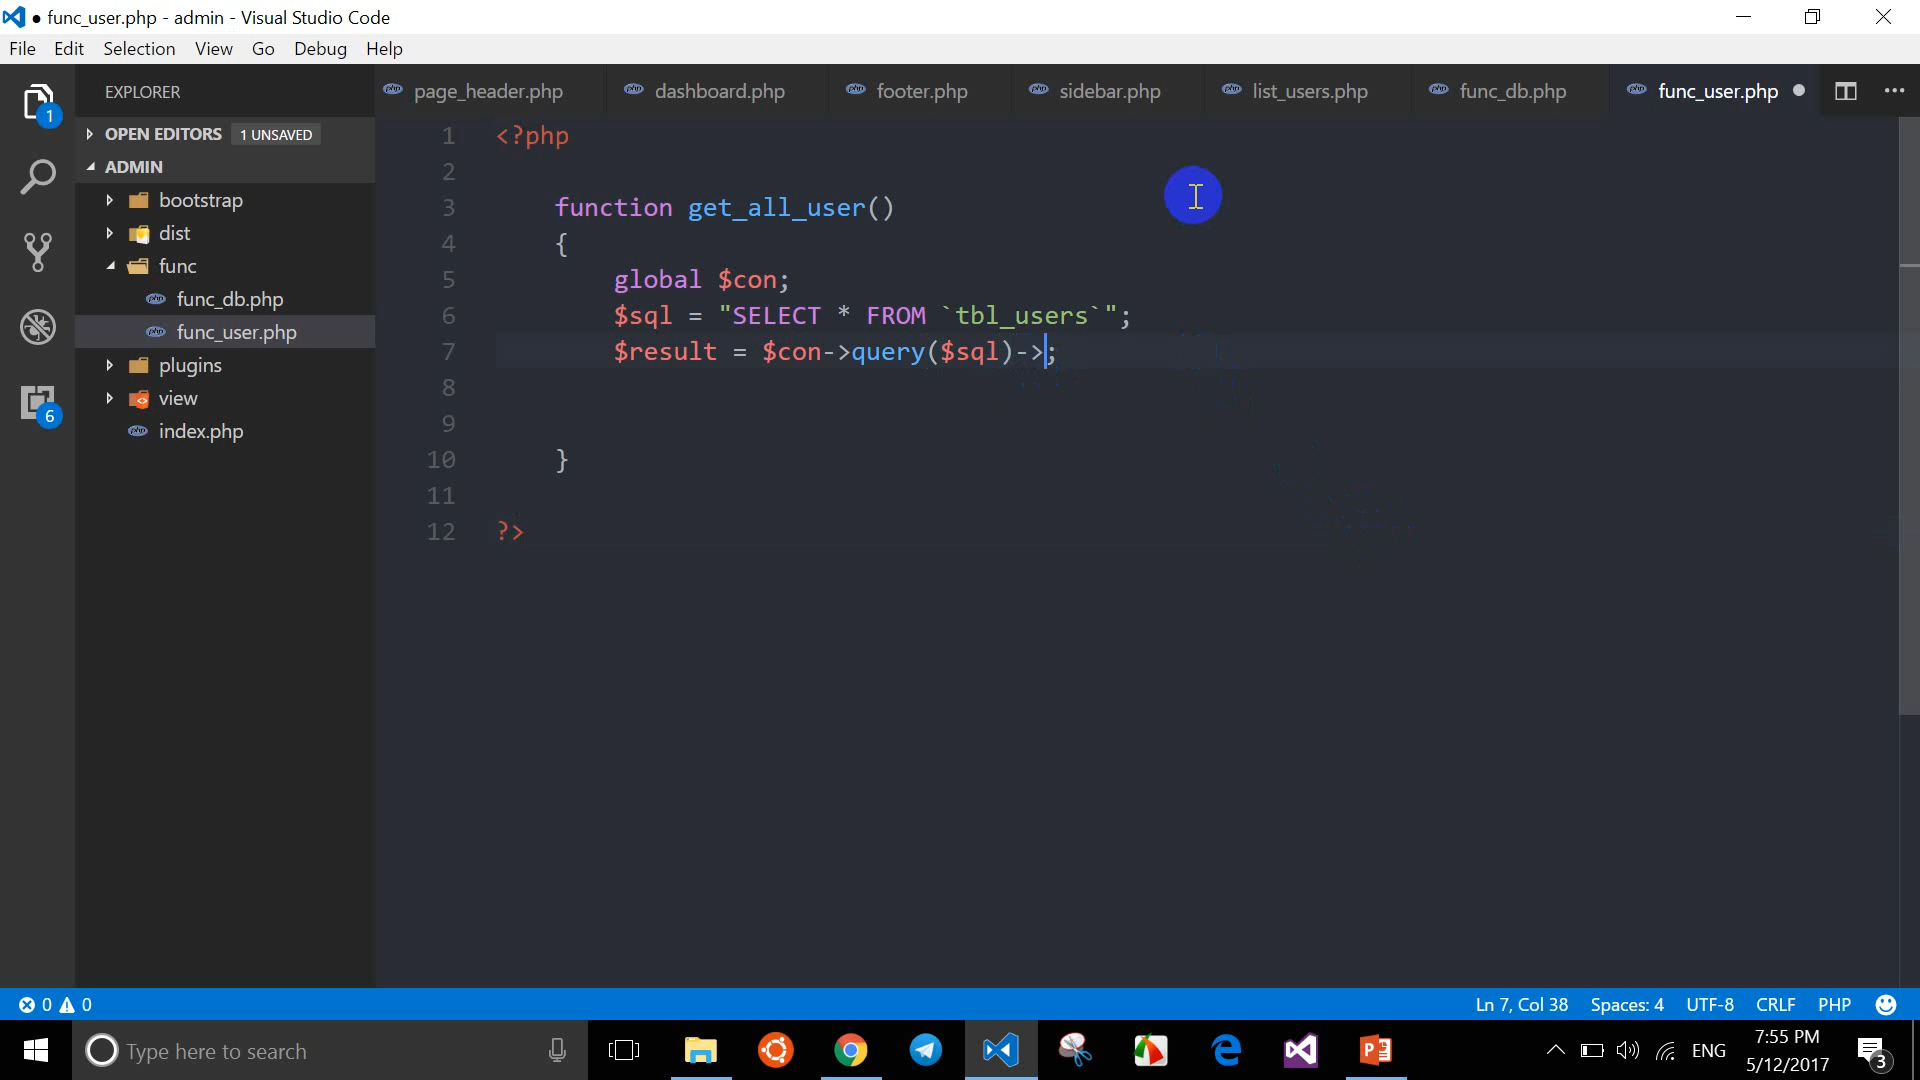 ● func_user.php - admin - Visual Studio Code
File Edit Selection View Go Debug Help
EXPLORER
OPEN EDITORS 1 UNSAVED
ADMIN
bootstrap
dist
func
func_db.php
func_user.php
plugins
view
index.php
1
6
page_header.php dashboard.php footer.php sidebar.php list_users.php func_db.php func_user.php
1 <?php
2
3 function get_all_user()
4 {
5 global $con;
6 $sql = "SELECT * FROM `tbl_users`";
7 $result = $con->query($sql)->;
8
9
10 }
11
12 ?>
0 0 Ln 7, Col 38 Spaces: 4 UTF-8 CRLF PHP
Type here to search
ENG
7:55 PM
5/12/2017
3